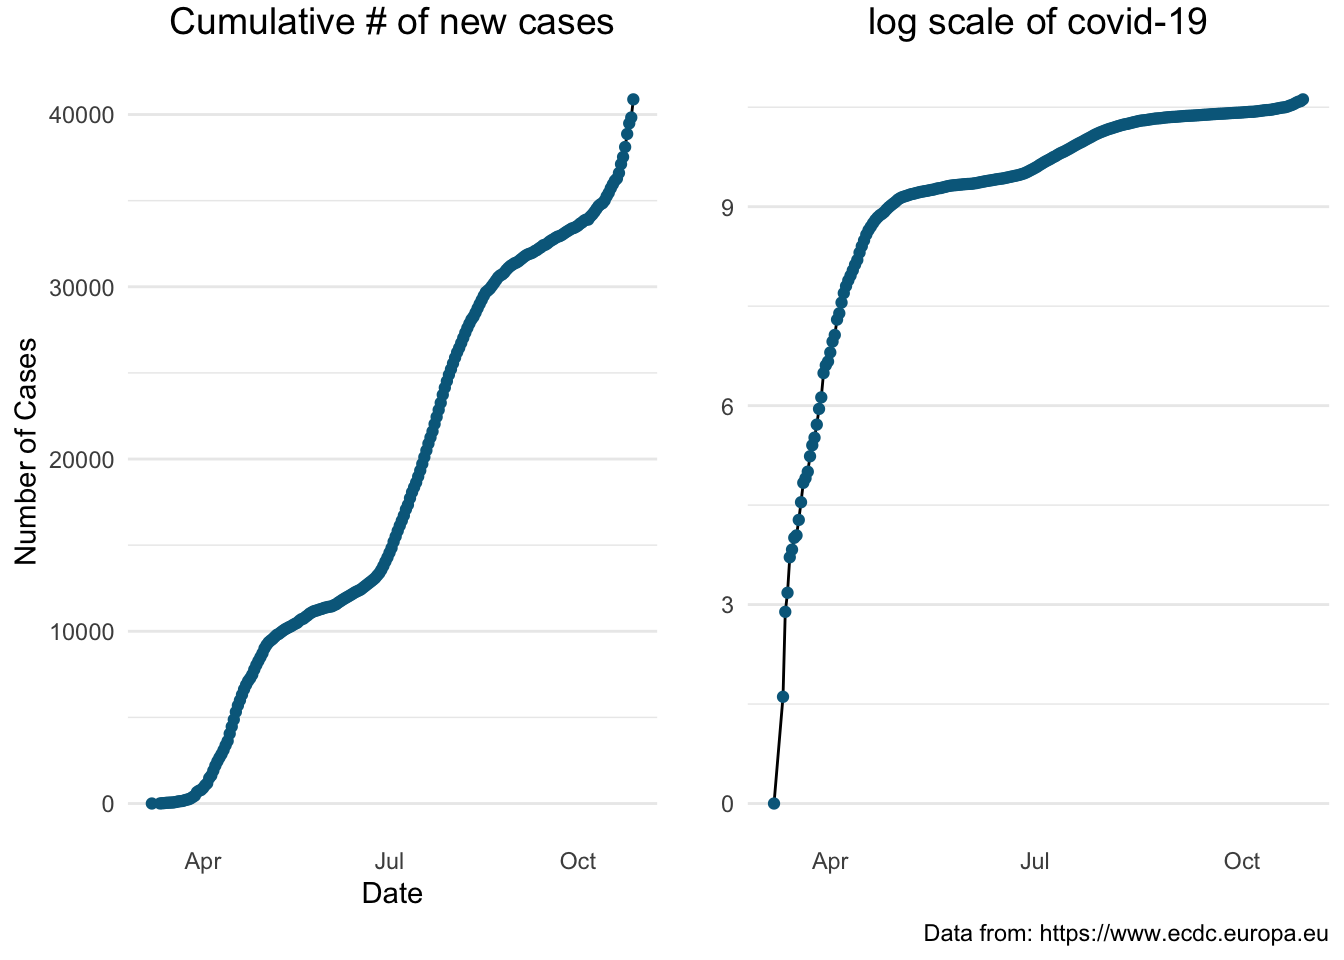 Cumulative # of new cases
Number of Cases
40000
30000
20000
10000
0
Apr
Jul
Oct
Date
log scale of covid-19
9
6
3
0
Apr
Jul
Oct
Data from: https://www.ecdc.europa.eu